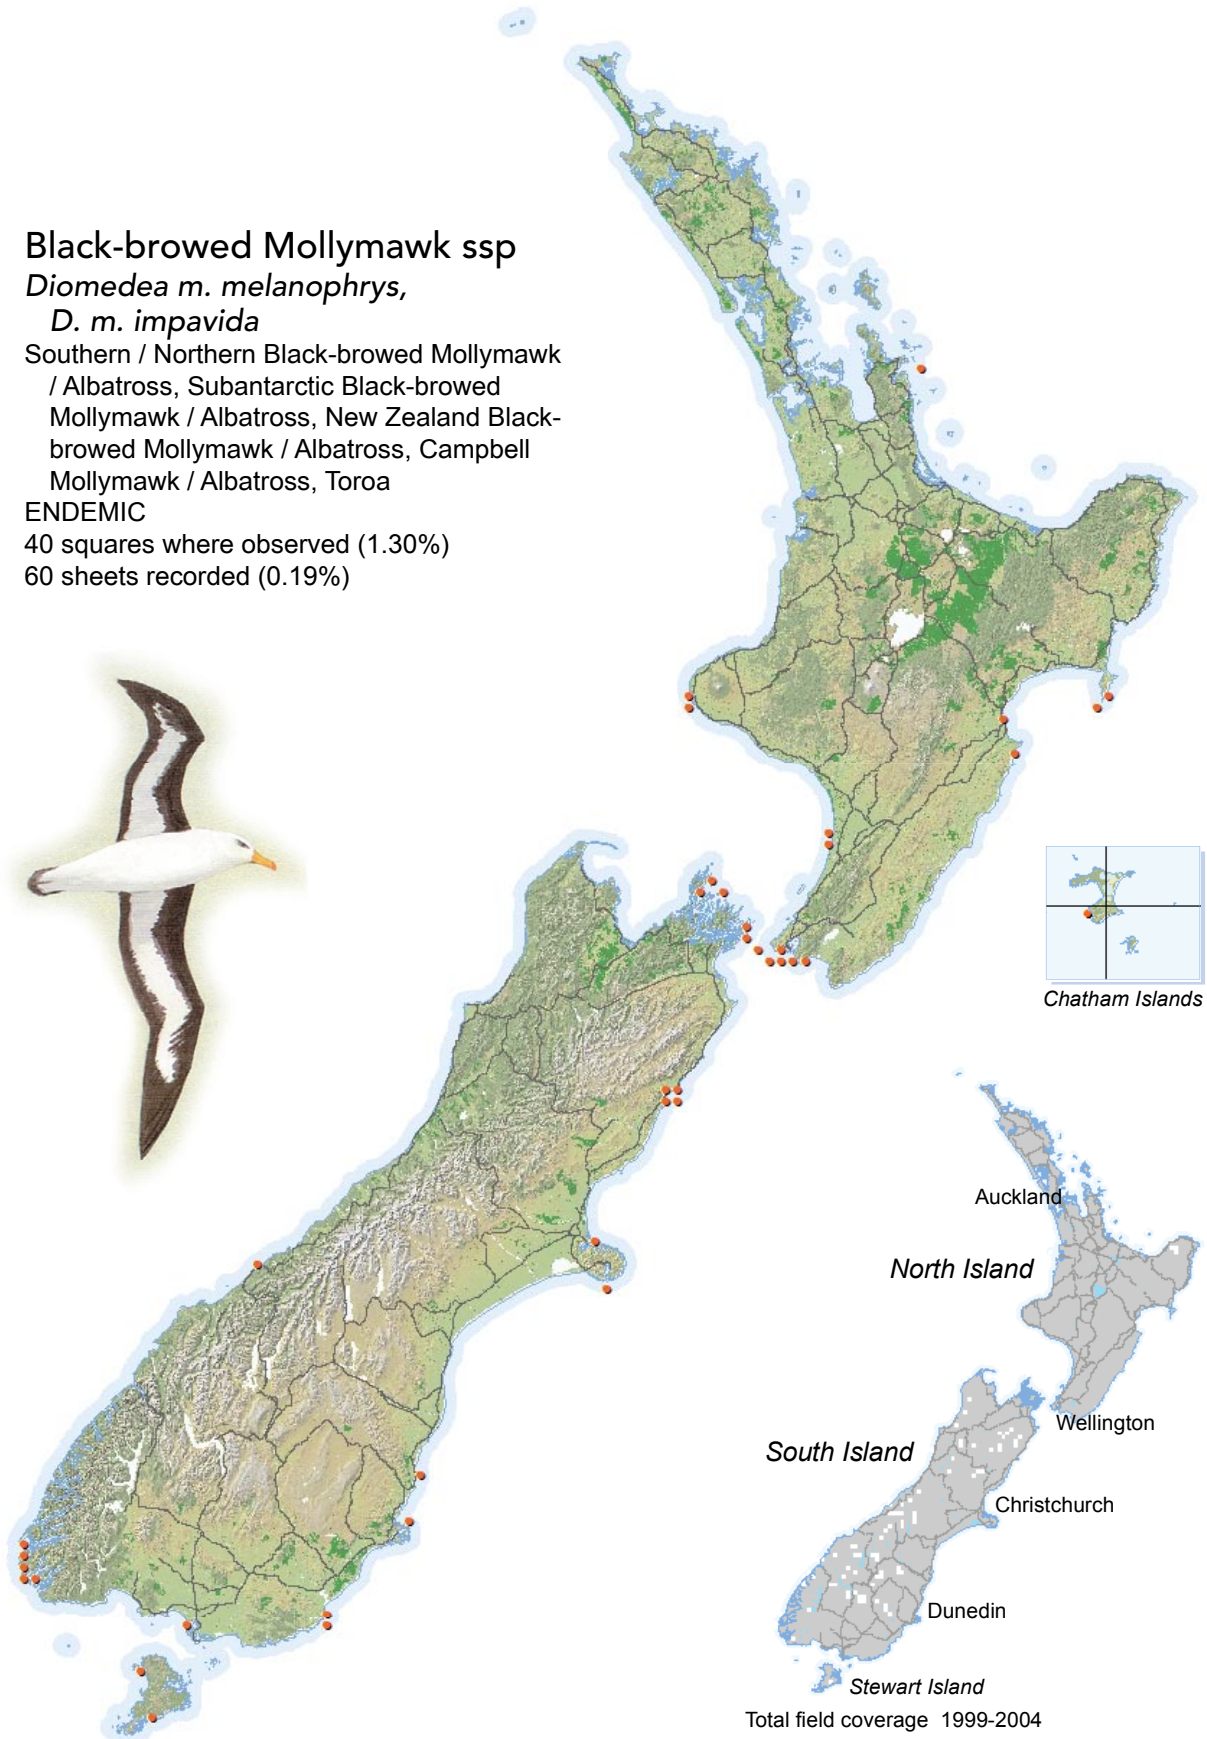 Black-browed Mollymawk ssp
Diomedea m. melanophrys,
D. m. impavida
Southern / Northern Black-browed Mollymawk
/ Albatross, Subantarctic Black-browed
Mollymawk / Albatross, New Zealand Black-
browed Mollymawk / Albatross, Campbell
Mollymawk / Albatross, Toroa
ENDEMIC
40 squares where observed (1.30%)
60 sheets recorded (0.19%)
Chatham Islands
Auckland
North Island
Wellington
South Island
Christchurch
Dunedin
Stewart Island
Total field coverage 1999-2004